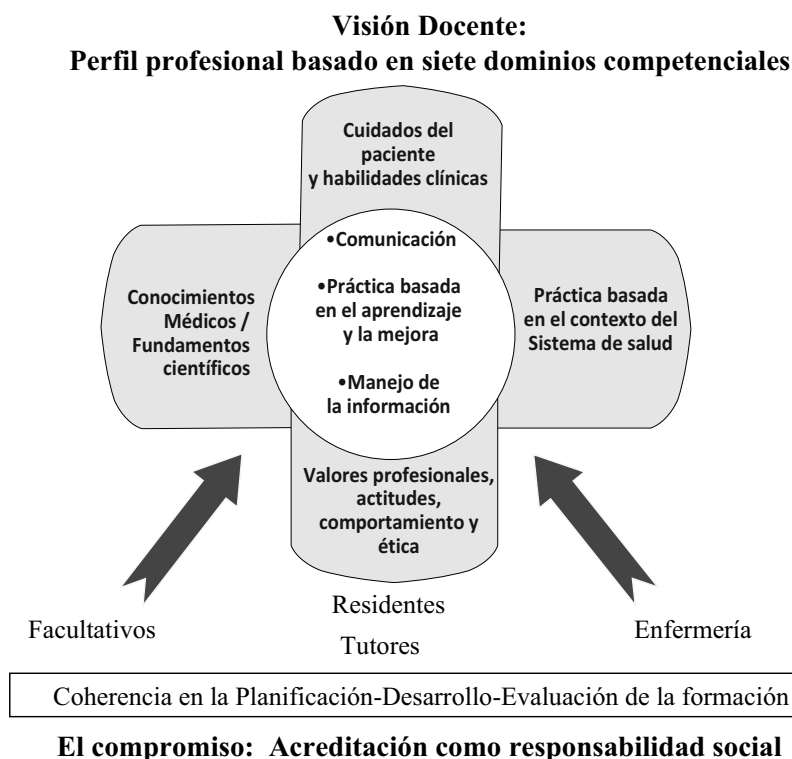 Visión Docente:
Perfil profesional basado en siete dominios competenciales
Cuidados del
paciente
y habilidades clínicas
Conocimientos
Médicos /
Fundamentos
científicos
•Comunicación
•Práctica basada
en el aprendizaje
y la mejora
•Manejo de
la información
Práctica basada
en el contexto del
Sistema de salud
Valores profesionales,
actitudes,
comportamiento y
ética
Facultativos
Residentes
Tutores
Enfermería
Coherencia en la Planificación-Desarrollo-Evaluación de la formación
El compromiso: Acreditación como responsabilidad social